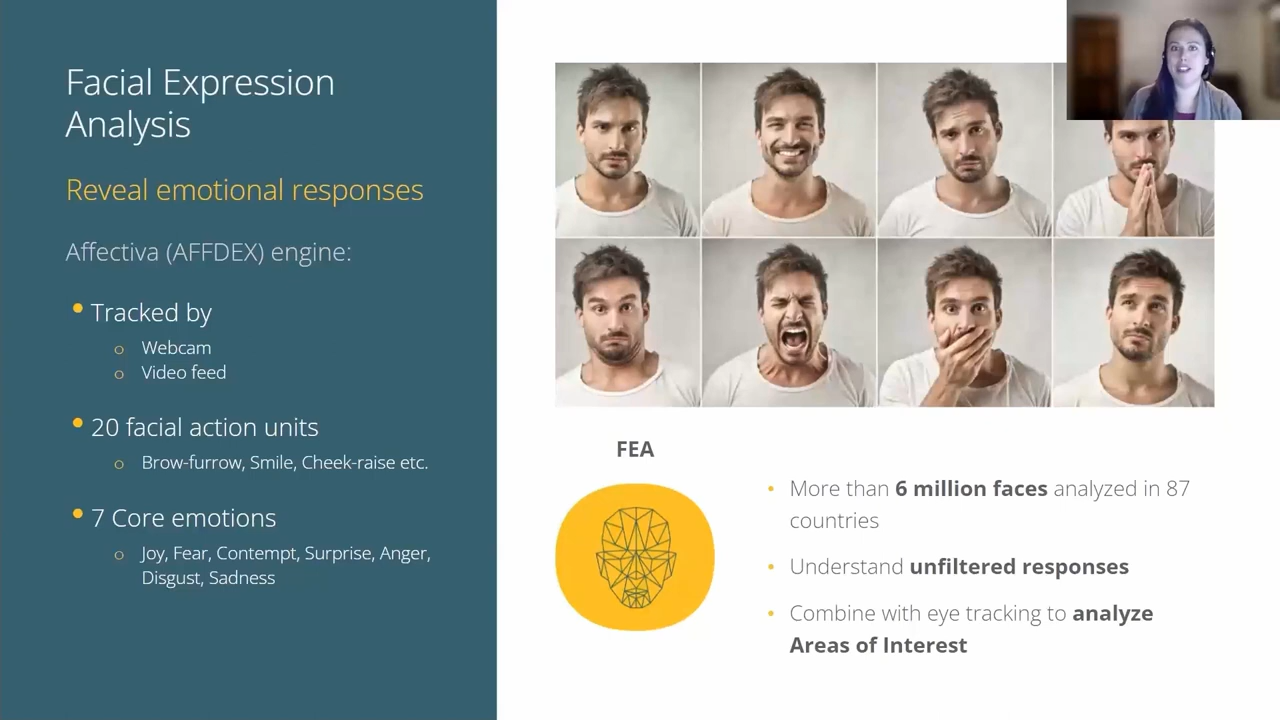 Facial Expression
Analysis
Reveal emotional responses
Affectiva (AFFDEX) engine:
• Tracked by
o Webcam
o Video feed
• 20 facial action units
o Brow-furrow, Smile, Cheek-raise etc.
• 7 Core emotions
o Joy, Fear, Contempt, Surprise, Anger,
Disgust, Sadness
FEA
• More than 6 million faces analyzed in 87
countries
• Understand unfiltered responses
• Combine with eye tracking to analyze
Areas of Interest